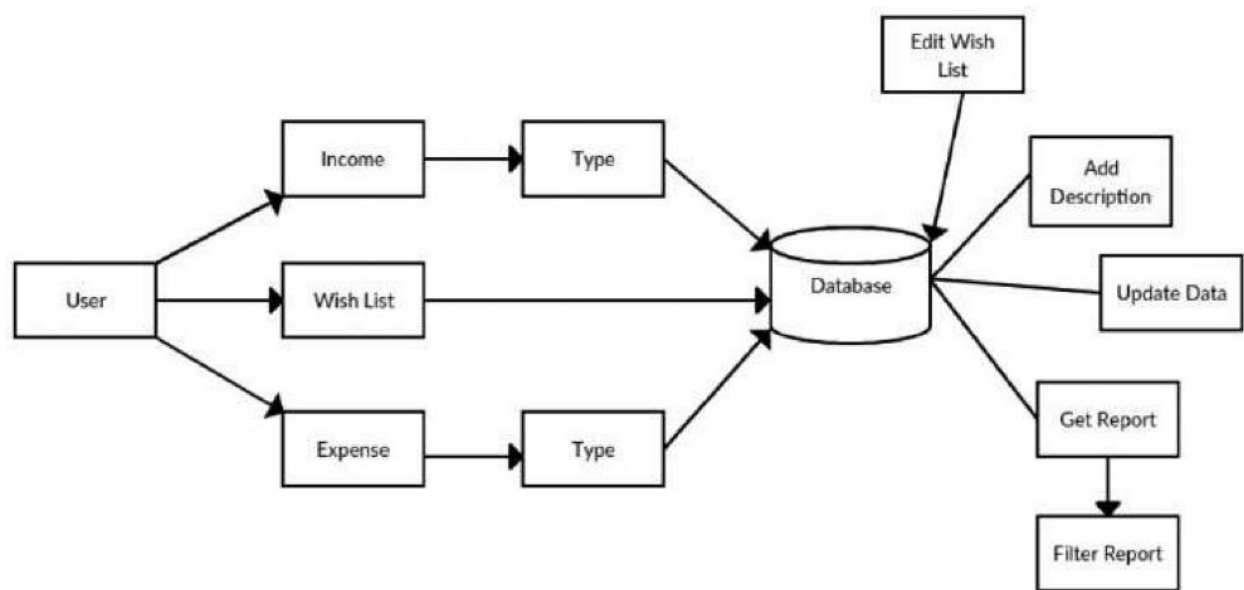 Edit Wish
List
Income
Type
Add
Description
User
Wish List
Database
Update Data
Expense
Type
Get Report
Filter Report